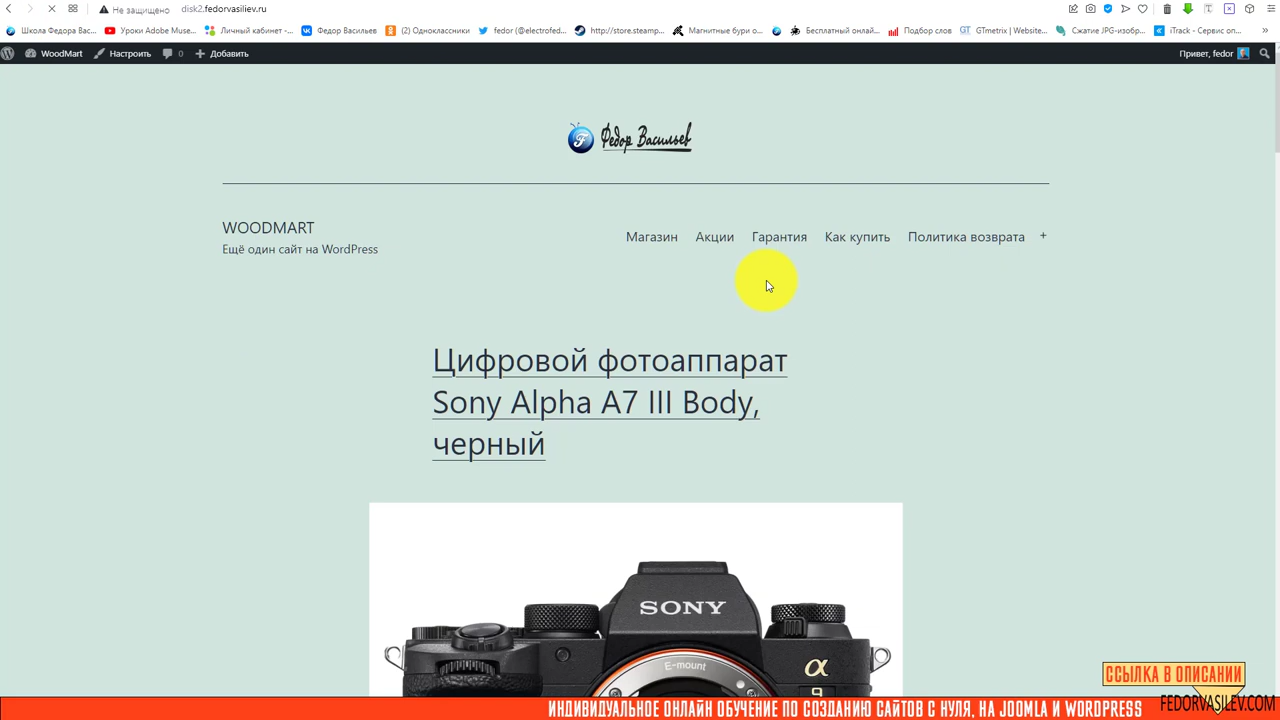 disk2.fedorvasiliev.ru
Не защищено
Школа Федора Вас...
Уроки Adobe Muse...
Личный кабинет -...
Федор Васильев
(2) Одноклассники
fedor (@electrofed...
http://store.steamp...
Магнитные бури о...
Бесплатный онлай...
Подбор слов
GTmetrix | Website...
Сжатие JPG-изобр...
iTrack - Сервис оп...
WoodMart
Настроить
0
Добавить
Привет, fedor
Федор Васильев
WOODMART
Ещё один сайт на WordPress
Магазин
Акции
Гарантия
Как купить
Политика возврата
+
Цифровой фотоаппарат
Sony Alpha A7 III Body,
черный
SONY
E-mount
α
9
ССЫЛКА В ОПИСАНИИ
ИНДИВИДУАЛЬНОЕ ОНЛАЙН ОБУЧЕНИЕ ПО СОЗДАНИЮ САЙТОВ С НУЛЯ, НА JOOMLA И WORDPRESS
FEDORVASILEV.COM